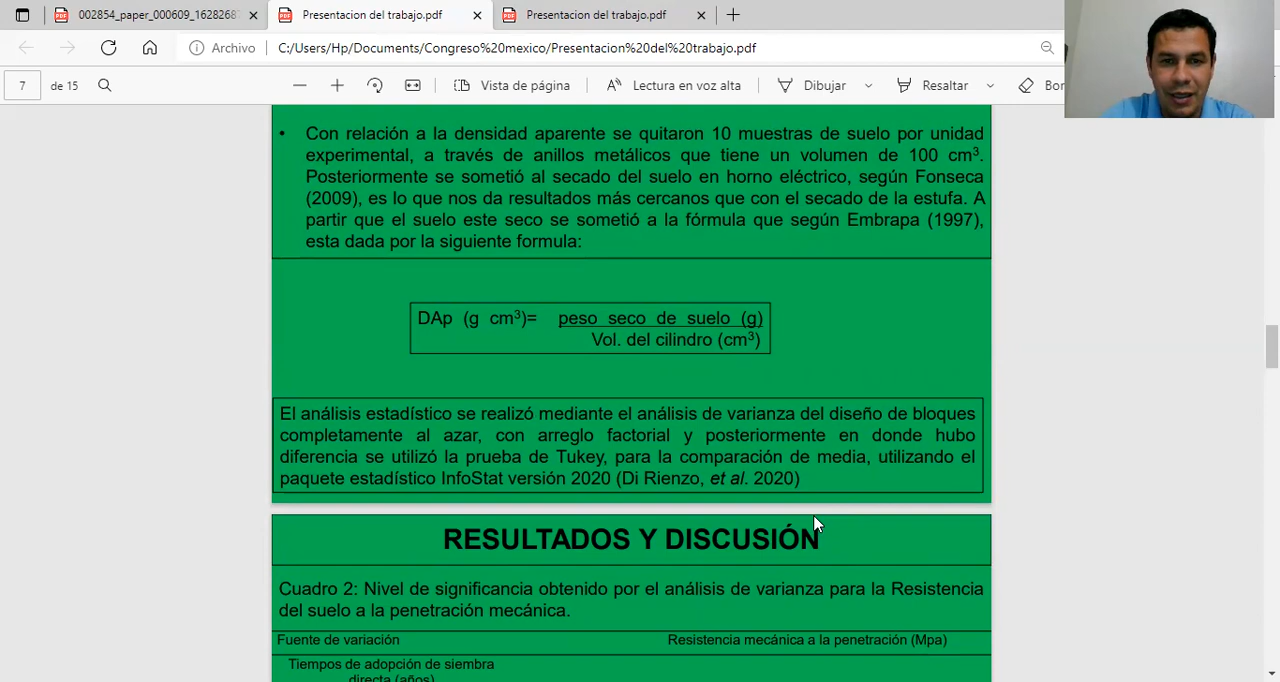 002854_paper_000609_1628268
Presentacion del trabajo.pdf
Presentacion del trabajo.pdf
Archivo
C:/Users/Hp/Documents/Congreso%20mexico/Presentacion%20del%20trabajo.pdf
7 de 15
Vista de página
Lectura en voz alta
Dibujar
Resaltar
Bor
• Con relación a la densidad aparente se quitaron 10 muestras de suelo por unidad
experimental, a través de anillos metálicos que tiene un volumen de 100 cm³.
Posteriormente se sometió al secado del suelo en horno eléctrico, según Fonseca
(2009), es lo que nos da resultados más cercanos que con el secado de la estufa. A
partir que el suelo este seco se sometió a la fórmula que según Embrapa (1997),
esta dada por la siguiente formula:
DAp (g cm³)= peso seco de suelo (g)
Vol. del cilindro (cm³)
El análisis estadístico se realizó mediante el análisis de varianza del diseño de bloques
completamente al azar, con arreglo factorial y posteriormente en donde hubo
diferencia se utilizó la prueba de Tukey, para la comparación de media, utilizando el
paquete estadístico InfoStat versión 2020 (Di Rienzo, et al. 2020)
RESULTADOS Y DISCUSIÓN
Cuadro 2: Nivel de significancia obtenido por el análisis de varianza para la Resistencia
del suelo a la penetración mecánica.
Fuente de variación Resistencia mecánica a la penetración (Mpa)
Tiempos de adopción de siembra
directa (años)